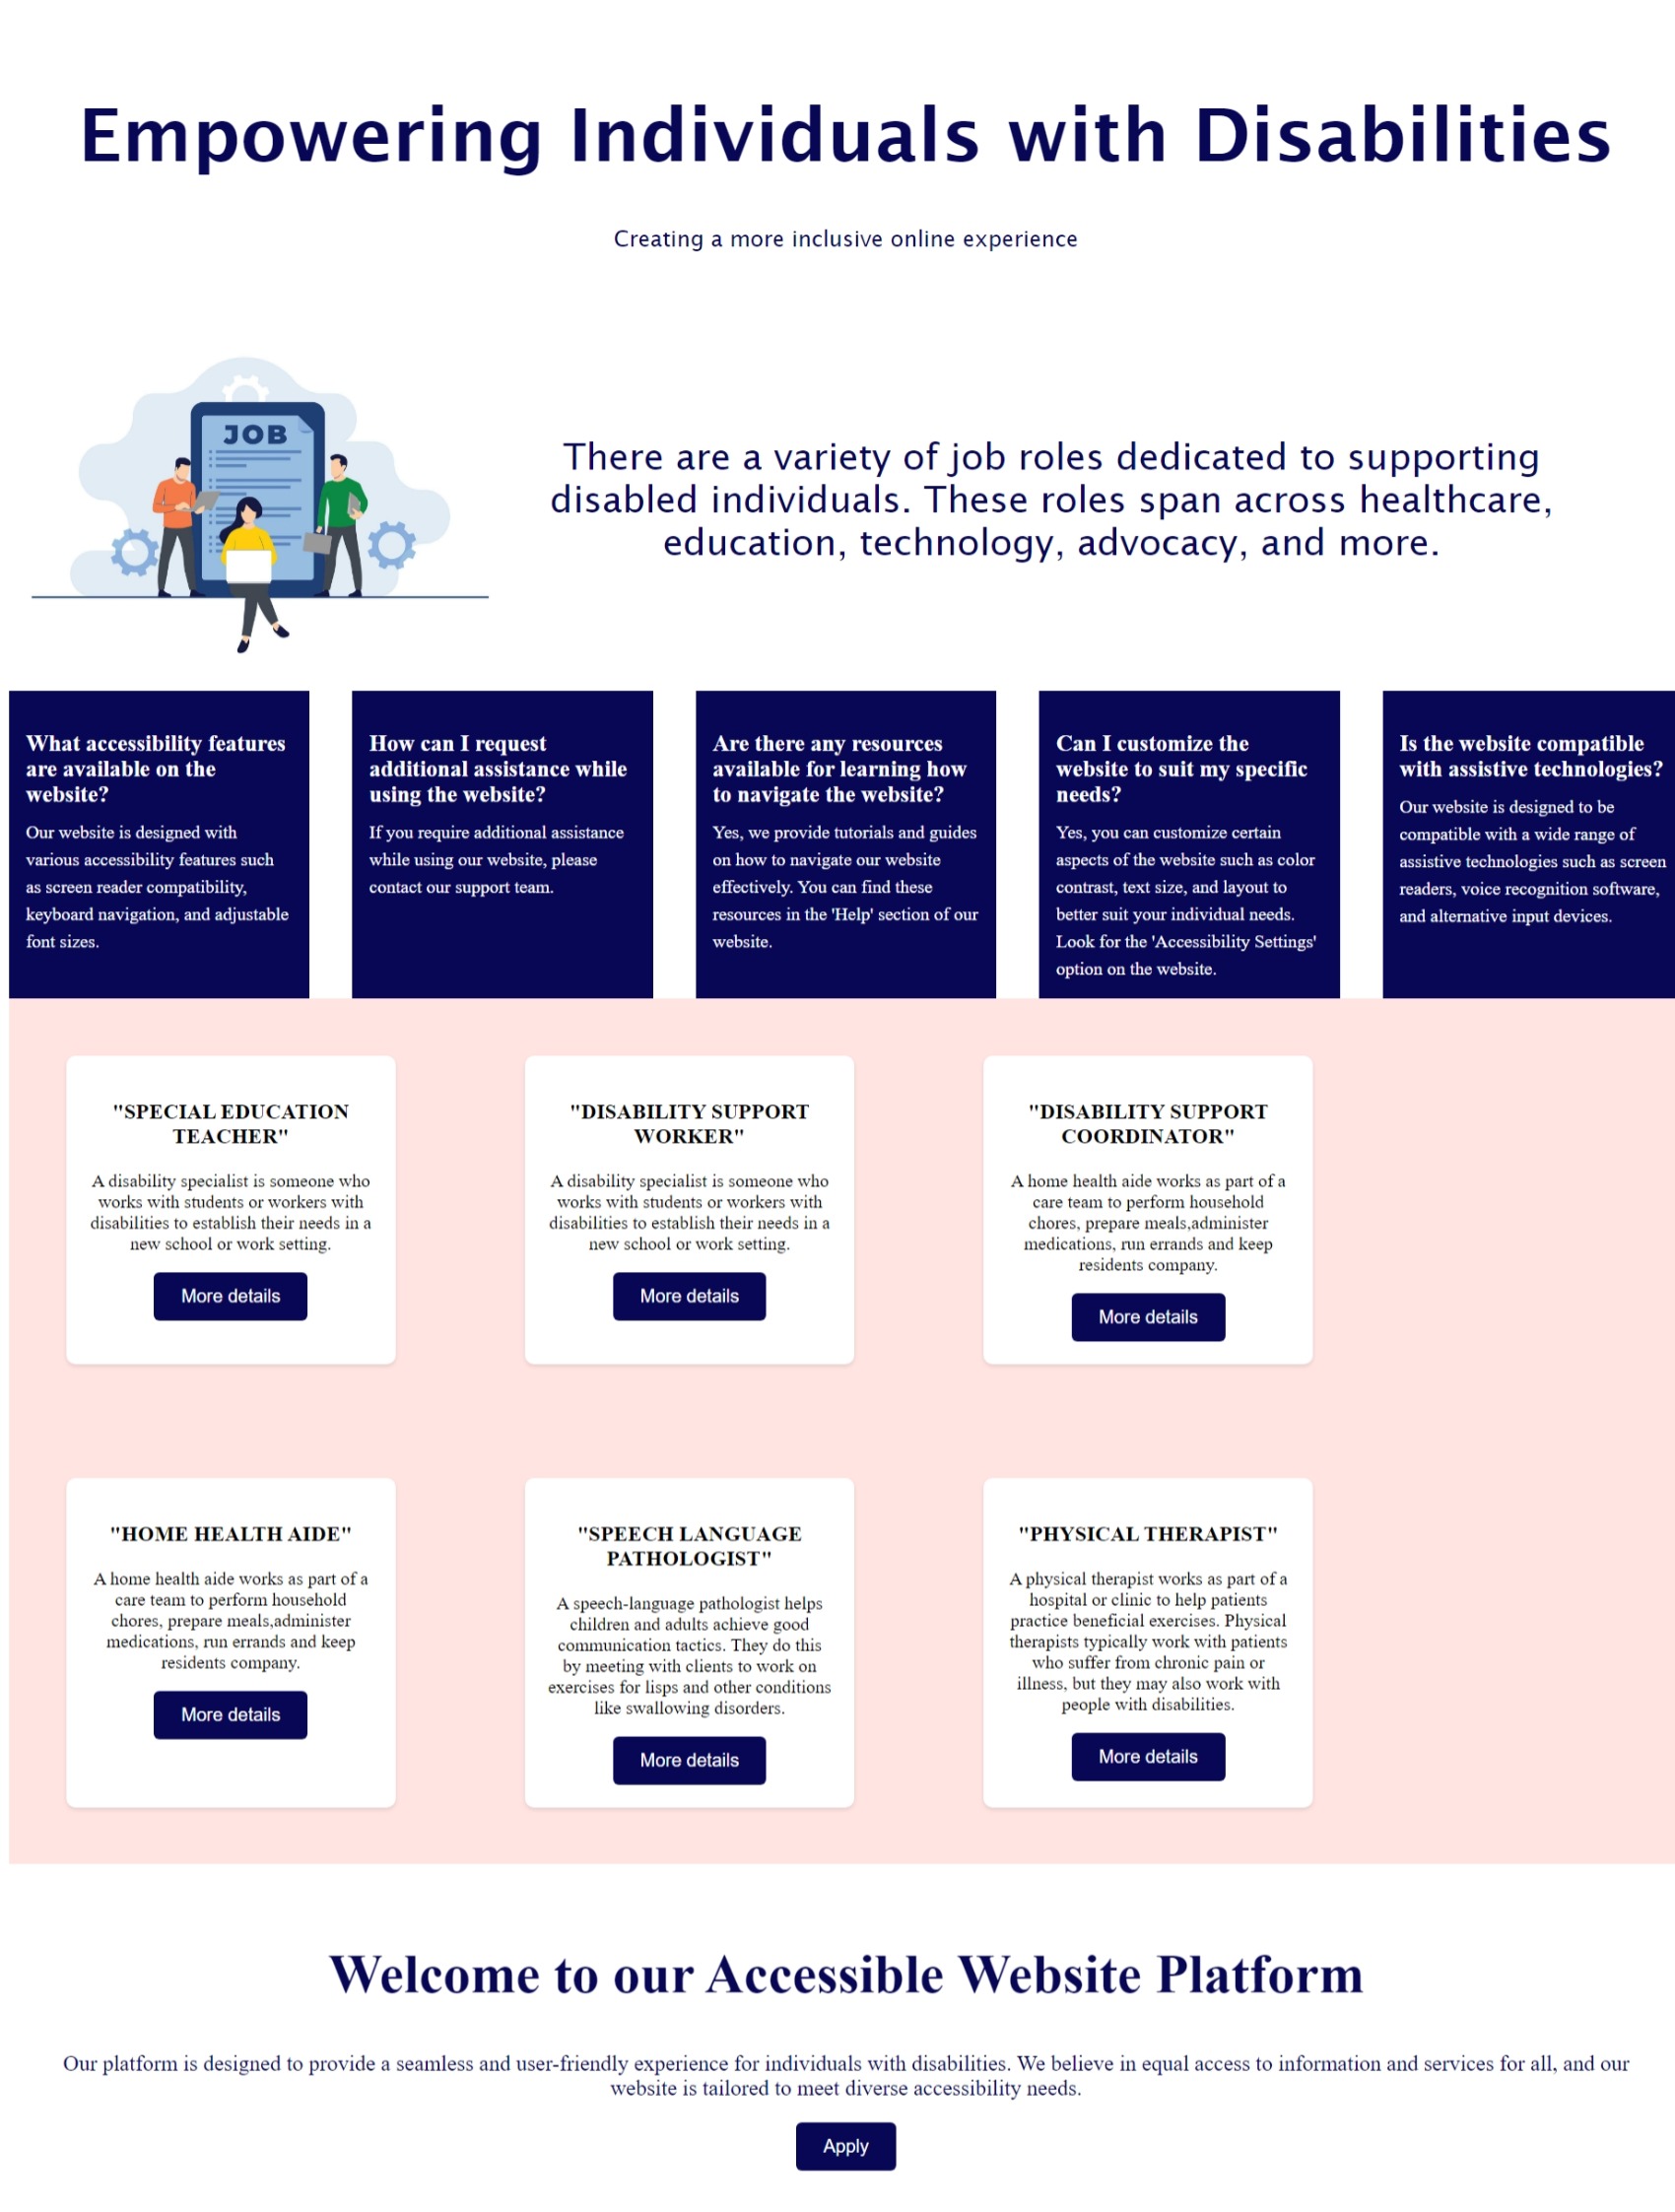 Empowering Individuals with Disabilities
Creating a more inclusive online experience
JOB
There are a variety of job roles dedicated to supporting
disabled individuals. These roles span across healthcare,
education, technology, advocacy, and more.
What accessibility features
are available on the
website?
Our website is designed with
various accessibility features such
as screen reader compatibility,
keyboard navigation, and adjustable
font sizes.
How can I request
additional assistance while
using the website?
If you require additional assistance
while using our website, please
contact our support team.
Are there any resources
available for learning how
to navigate the website?
Yes, we provide tutorials and guides
on how to navigate our website
effectively. You can find these
resources in the 'Help' section of our
website.
Can I customize the
website to suit my specific
needs?
Yes, you can customize certain
aspects of the website such as color
contrast, text size, and layout to
better suit your individual needs.
Look for the 'Accessibility Settings'
option on the website.
Is the website compatible
with assistive technologies?
Our website is designed to be
compatible with a wide range of
assistive technologies such as screen
readers, voice recognition software,
and alternative input devices.
"SPECIAL EDUCATION
TEACHER"
A disability specialist is someone who
works with students or workers with
disabilities to establish their needs in a
new school or work setting.
More details
"DISABILITY SUPPORT
WORKER"
A disability specialist is someone who
works with students or workers with
disabilities to establish their needs in a
new school or work setting.
More details
"DISABILITY SUPPORT
COORDINATOR"
A home health aide works as part of a
care team to perform household
chores, prepare meals,administer
medications, run errands and keep
residents company.
More details
"HOME HEALTH AIDE"
A home health aide works as part of a
care team to perform household
chores, prepare meals,administer
medications, run errands and keep
residents company.
More details
"SPEECH LANGUAGE
PATHOLOGIST"
A speech-language pathologist helps
children and adults achieve good
communication tactics. They do this
by meeting with clients to work on
exercises for lisps and other conditions
like swallowing disorders.
More details
"PHYSICAL THERAPIST"
A physical therapist works as part of a
hospital or clinic to help patients
practice beneficial exercises. Physical
therapists typically work with patients
who suffer from chronic pain or
illness, but they may also work with
people with disabilities.
More details
Welcome to our Accessible Website Platform
Our platform is designed to provide a seamless and user-friendly experience for individuals with disabilities. We believe in equal access to information and services for all, and our
website is tailored to meet diverse accessibility needs.
Apply